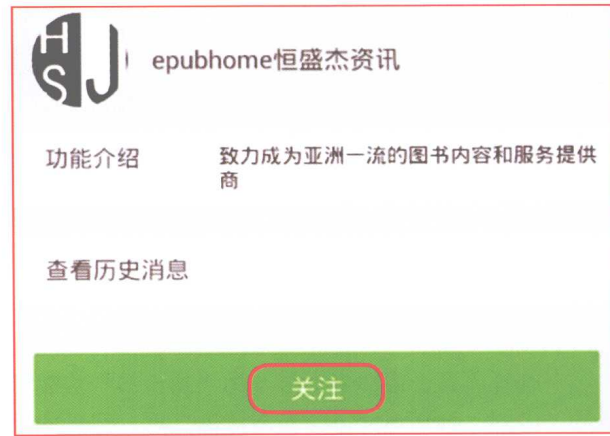 HSJ
epubhome恒盛杰资讯
功能介绍
致力成为亚洲一流的图书内容和服务提供
商
查看历史消息
关注